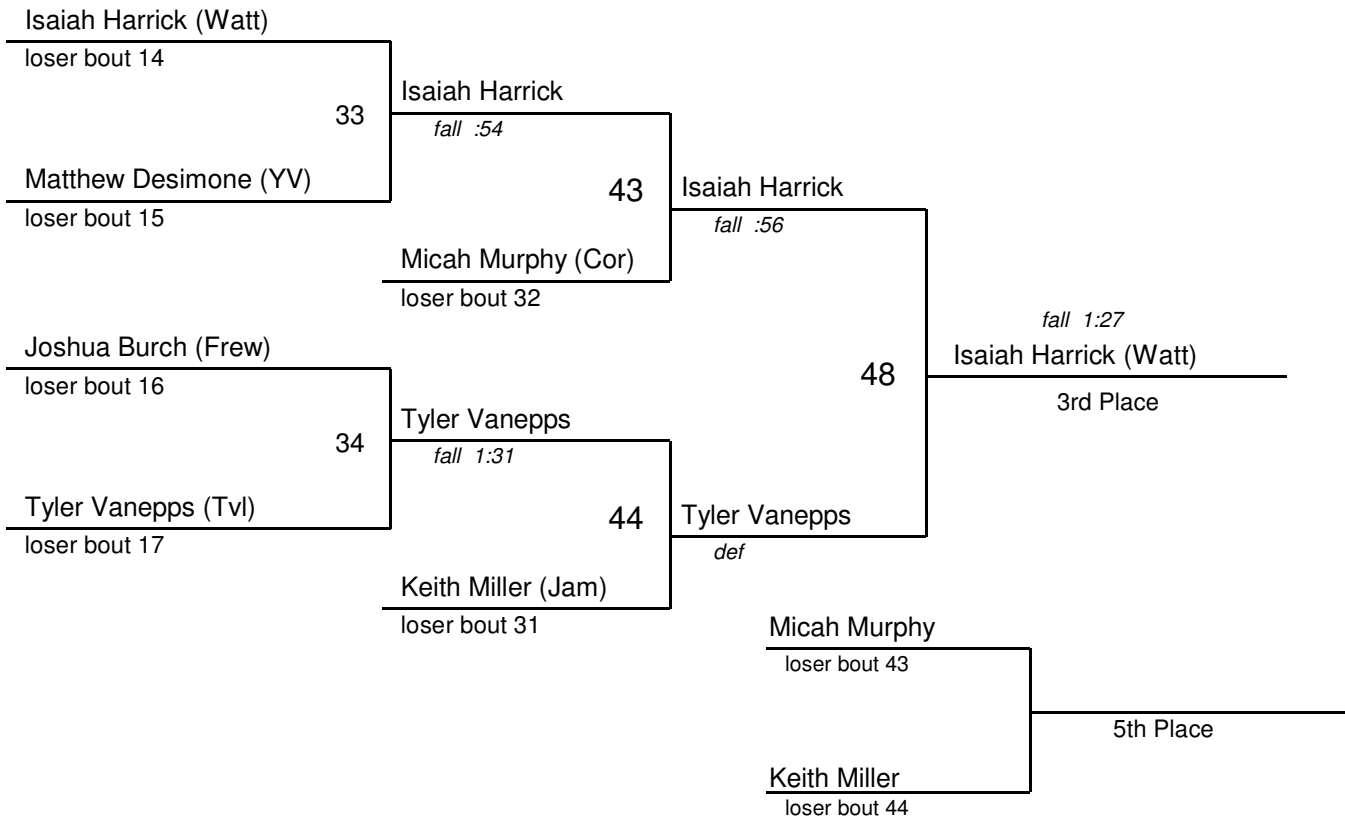 Isaiah Harrick (Watt)
loser bout 14
33
Isaiah Harrick
fall :54
Matthew Desimone (YV)
loser bout 15
43
Isaiah Harrick
fall :56
Micah Murphy (Cor)
loser bout 32
Joshua Burch (Frew)
loser bout 16
48
fall 1:27
Isaiah Harrick (Watt)
3rd Place
34
Tyler Vanepps
fall 1:31
Tyler Vanepps (Tvl)
loser bout 17
44
Tyler Vanepps
def
Keith Miller (Jam)
loser bout 31
Micah Murphy
loser bout 43
5th Place
Keith Miller
loser bout 44